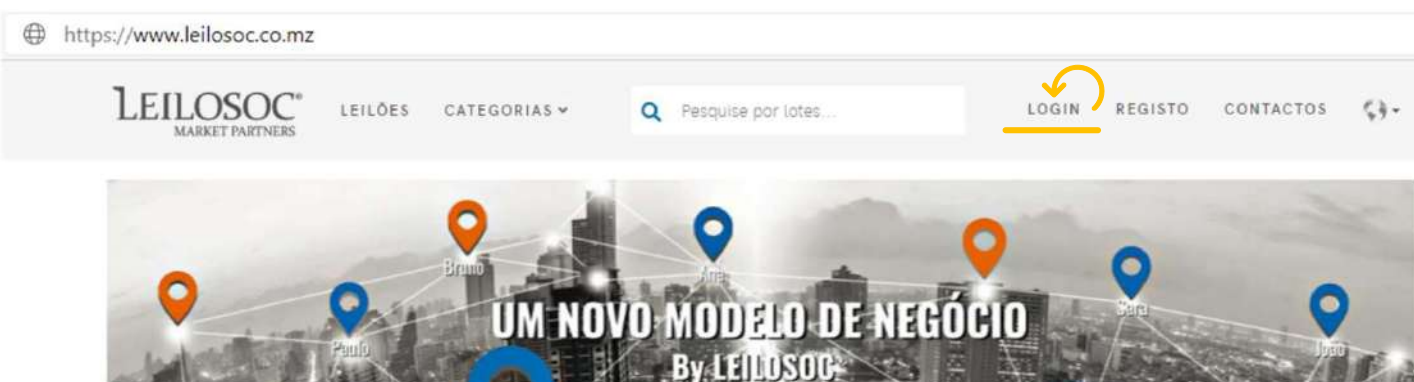 https://www.leilosoc.co.mz
LEILOSOC®
MARKET PARTNERS
LEILÕES
CATEGORIAS
Pesquise por lotes...
LOGIN
REGISTO
CONTACTOS
Bruno
Ana
Sara
Paulo
João
UM NOVO MODELO DE NEGÓCIO
By LEILOSOC